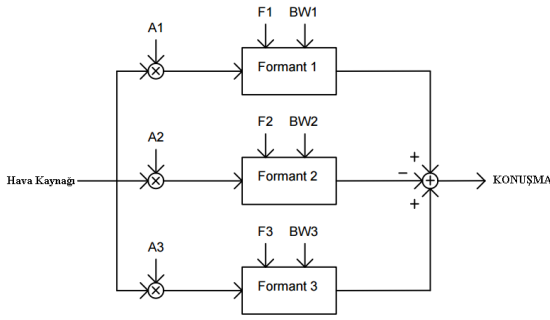 F1 BW1
A1
Formant 1
F2 BW2
A2
+
Hava Kaynağı
Formant 2
−
+
KONUŞMA
+
F3 BW3
A3
Formant 3